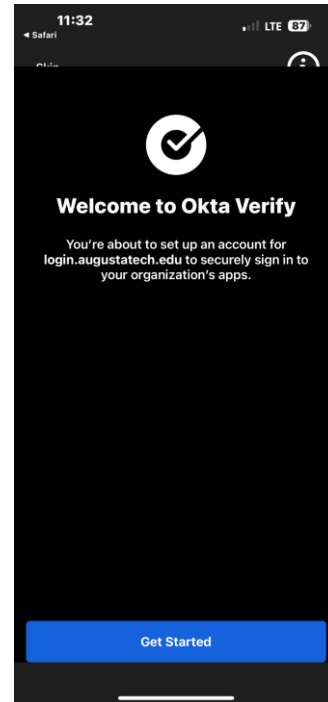 11:32
LTE 87
◀ Safari
Welcome to Okta Verify
You're about to set up an account for
login.augustatech.edu to securely sign in to
your organization's apps.
Get Started